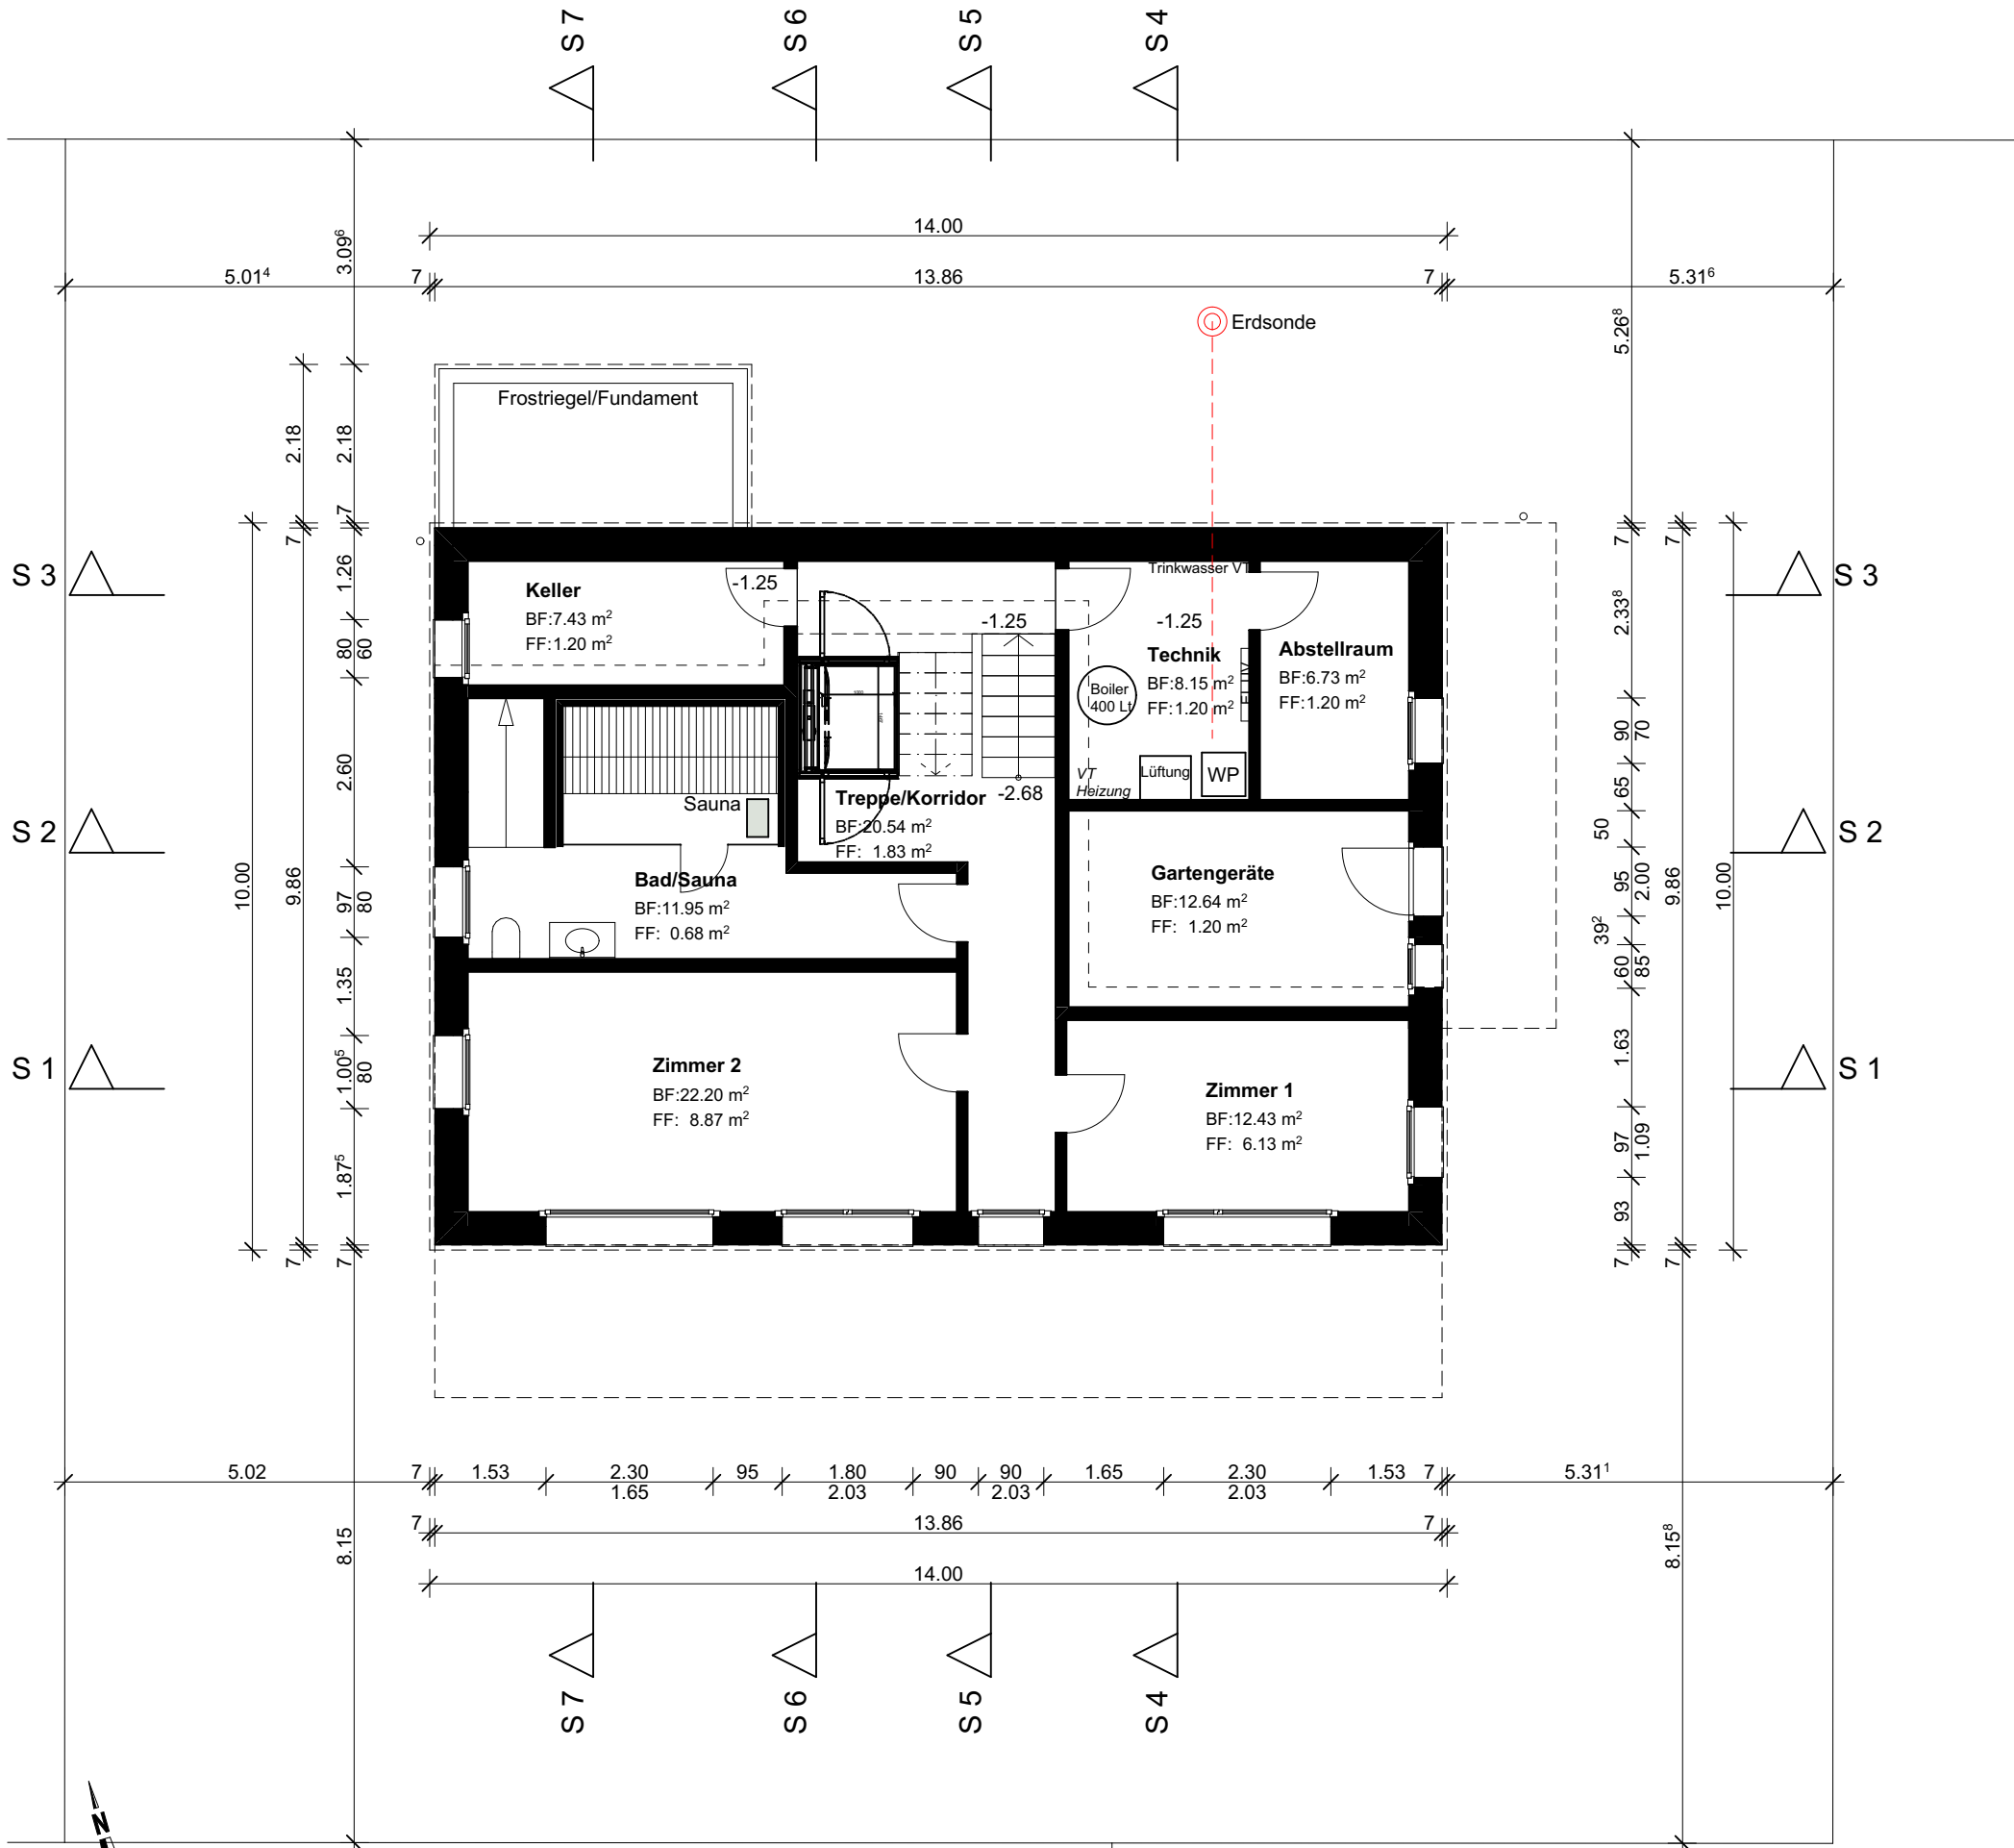 S 7
S 6
S 5
S 4
14.00
5.01⁴
7
13.86
7
5.31⁶
3.09⁶
5.26⁸
Erdsonde
Frostriegel/Fundament
2.18
2.18
7
7
7
7
S 3
S 3
Keller
BF:7.43 m²
FF:1.20 m²
-1.25
-1.25
Trinkwasser VT
-1.25
Technik
BF:8.15 m²
FF:1.20 m²
Boiler
400 Lt
Abstellraum
BF:6.73 m²
FF:1.20 m²
1.26
80
60
2.33⁸
90
70
65
50
VT
Heizung
Lüftung
WP
Sauna
Treppe/Korridor
BF:20.54 m²
FF: 1.83 m²
-2.68
2.60
S 2
S 2
10.00
9.86
97
80
Bad/Sauna
BF:11.95 m²
FF: 0.68 m²
Gartengeräte
BF:12.64 m²
FF: 1.20 m²
95
2.00
39²
60
85
9.86
10.00
1.35
1.00⁵
80
1.87⁵
S 1
S 1
Zimmer 2
BF:22.20 m²
FF: 8.87 m²
Zimmer 1
BF:12.43 m²
FF: 6.13 m²
1.63
97
1.09
93
7
7
7
7
5.02
7
1.53
2.30
95
1.80
90
90
1.65
2.30
1.53
7
5.31¹
1.65
2.03
2.03
2.03
7
13.86
7
8.15
8.15⁸
14.00
S 7
S 6
S 5
S 4
N